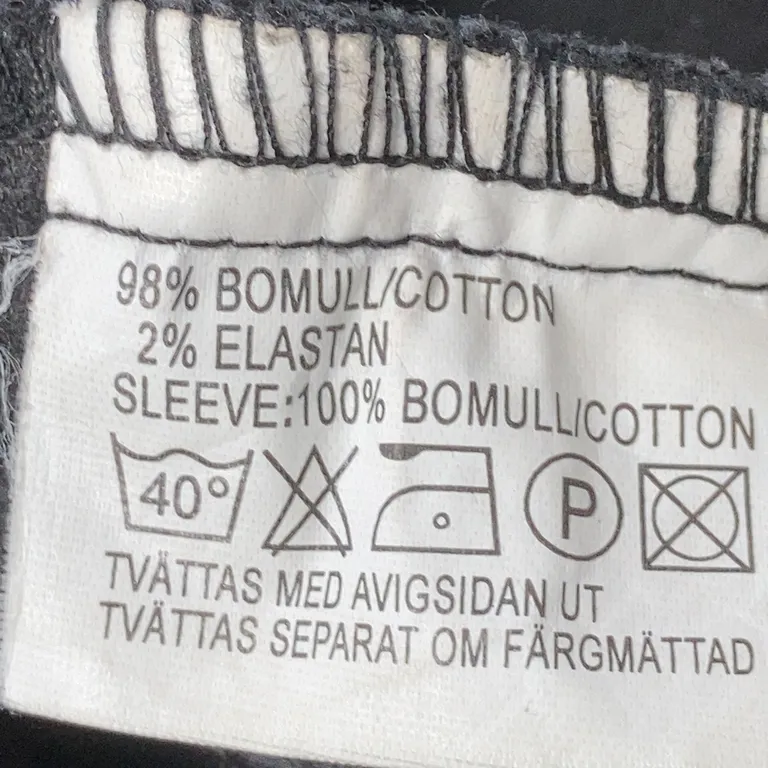 98% BOMULL/COTTON
2% ELASTAN
SLEEVE:100% BOMULL/COTTON
40° P
TVÄTTAS MED AVIGSIDAN UT
TVÄTTAS SEPARAT OM FÄRGMÄTTAD